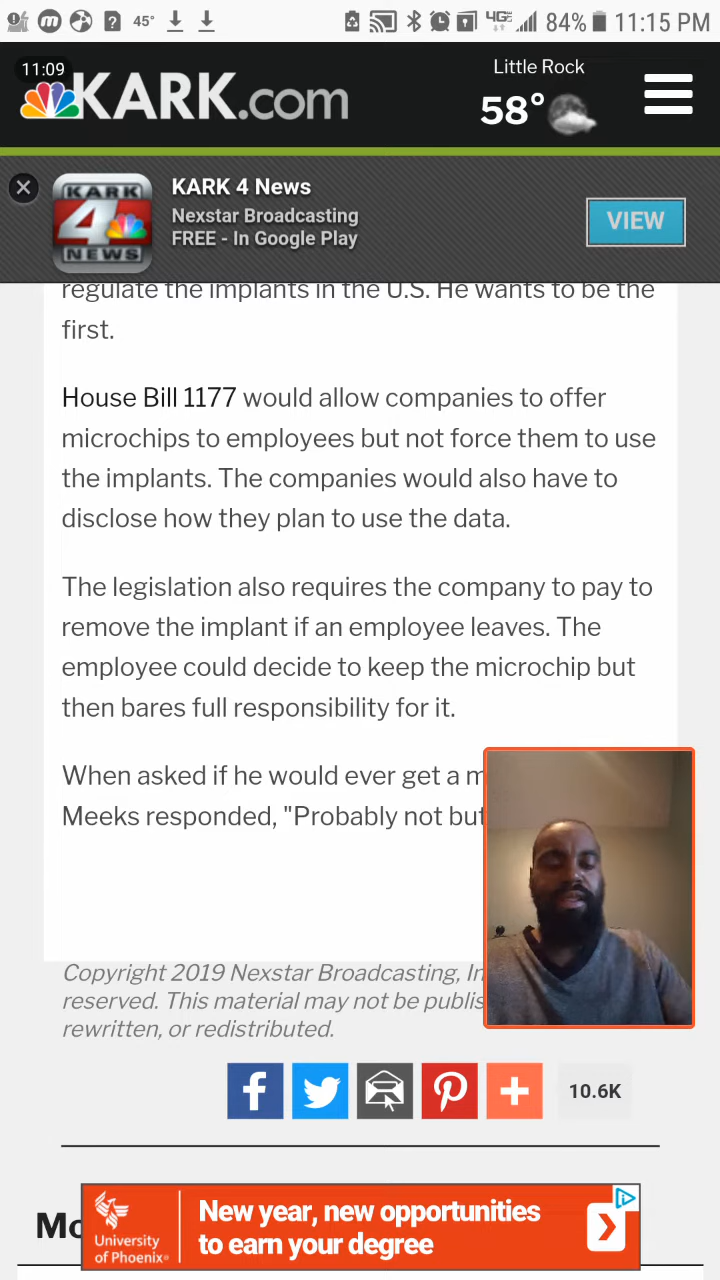 45° 4GE 84% 11:15 PM
11:09
KARK.com
Little Rock
58°
KARK 4 NEWS
KARK 4 News
Nexstar Broadcasting
FREE - In Google Play
VIEW
regulate the implants in the U.S. He wants to be the
first.
House Bill 1177 would allow companies to offer
microchips to employees but not force them to use
the implants. The companies would also have to
disclose how they plan to use the data.
The legislation also requires the company to pay to
remove the implant if an employee leaves. The
employee could decide to keep the microchip but
then bares full responsibility for it.
When asked if he would ever get a m
Meeks responded, "Probably not but
Copyright 2019 Nexstar Broadcasting, In
reserved. This material may not be publis
rewritten, or redistributed.
10.6K
Mo
University
of Phoenix®
New year, new opportunities
to earn your degree